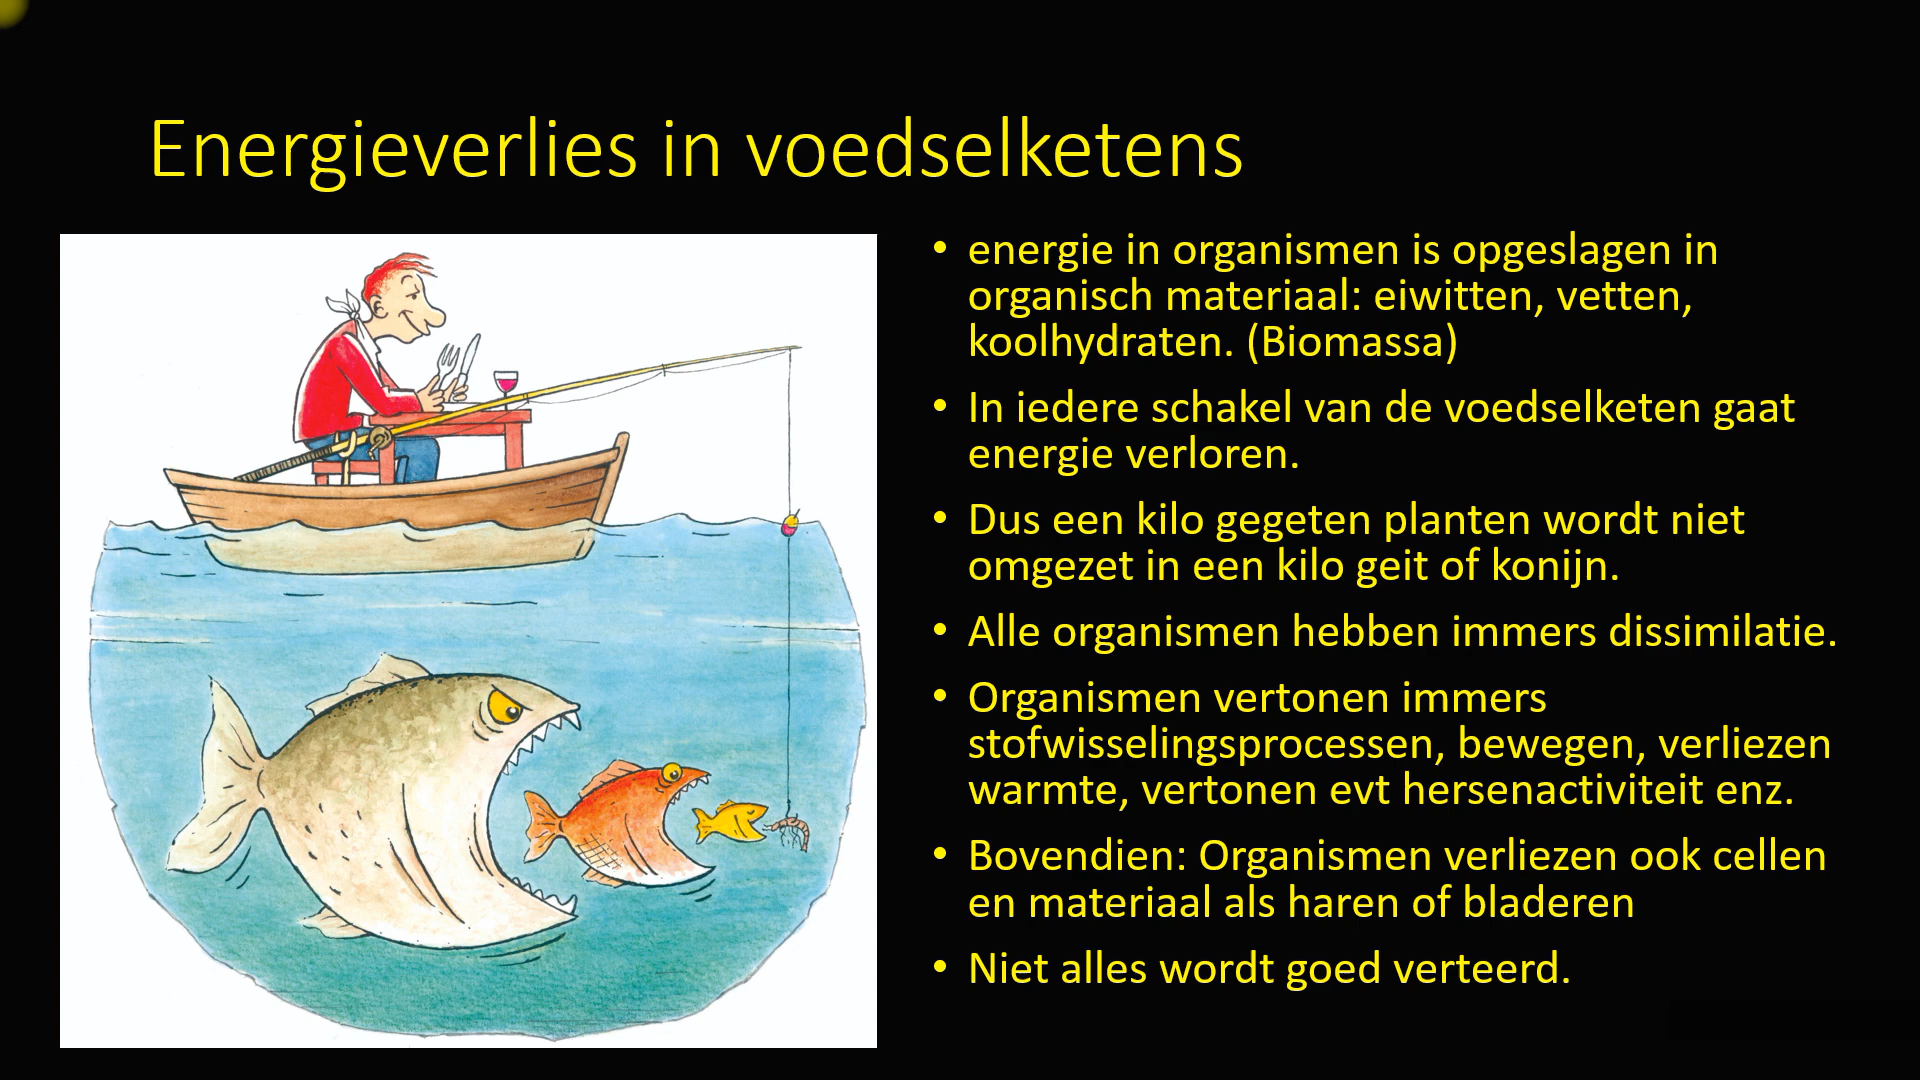 Energieverlies in voedselketens
• energie in organismen is opgeslagen in
organisch materiaal: eiwitten, vetten,
koolhydraten. (Biomassa)
• In iedere schakel van de voedselketen gaat
energie verloren.
• Dus een kilo gegeten planten wordt niet
omgezet in een kilo geit of konijn.
• Alle organismen hebben immers dissimilatie.
• Organismen vertonen immers
stofwisselingsprocessen, bewegen, verliezen
warmte, vertonen evt hersenactiviteit enz.
• Bovendien: Organismen verliezen ook cellen
en materiaal als haren of bladeren
• Niet alles wordt goed verteerd.